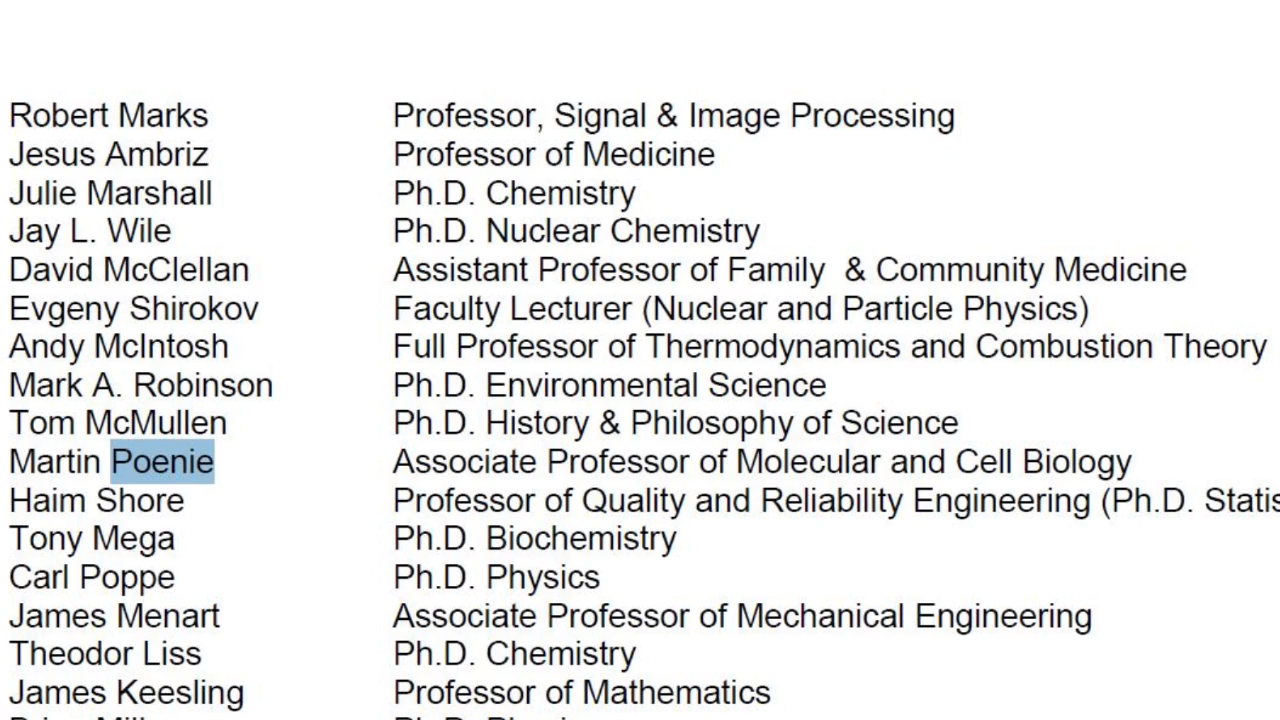 Robert Marks Professor, Signal & Image Processing
Jesus Ambriz Professor of Medicine
Julie Marshall Ph.D. Chemistry
Jay L. Wile Ph.D. Nuclear Chemistry
David McClellan Assistant Professor of Family & Community Medicine
Evgeny Shirokov Faculty Lecturer (Nuclear and Particle Physics)
Andy McIntosh Full Professor of Thermodynamics and Combustion Theory
Mark A. Robinson Ph.D. Environmental Science
Tom McMullen Ph.D. History & Philosophy of Science
Martin Poenie Associate Professor of Molecular and Cell Biology
Haim Shore Professor of Quality and Reliability Engineering (Ph.D. Statis
Tony Mega Ph.D. Biochemistry
Carl Poppe Ph.D. Physics
James Menart Associate Professor of Mechanical Engineering
Theodor Liss Ph.D. Chemistry
James Keesling Professor of Mathematics